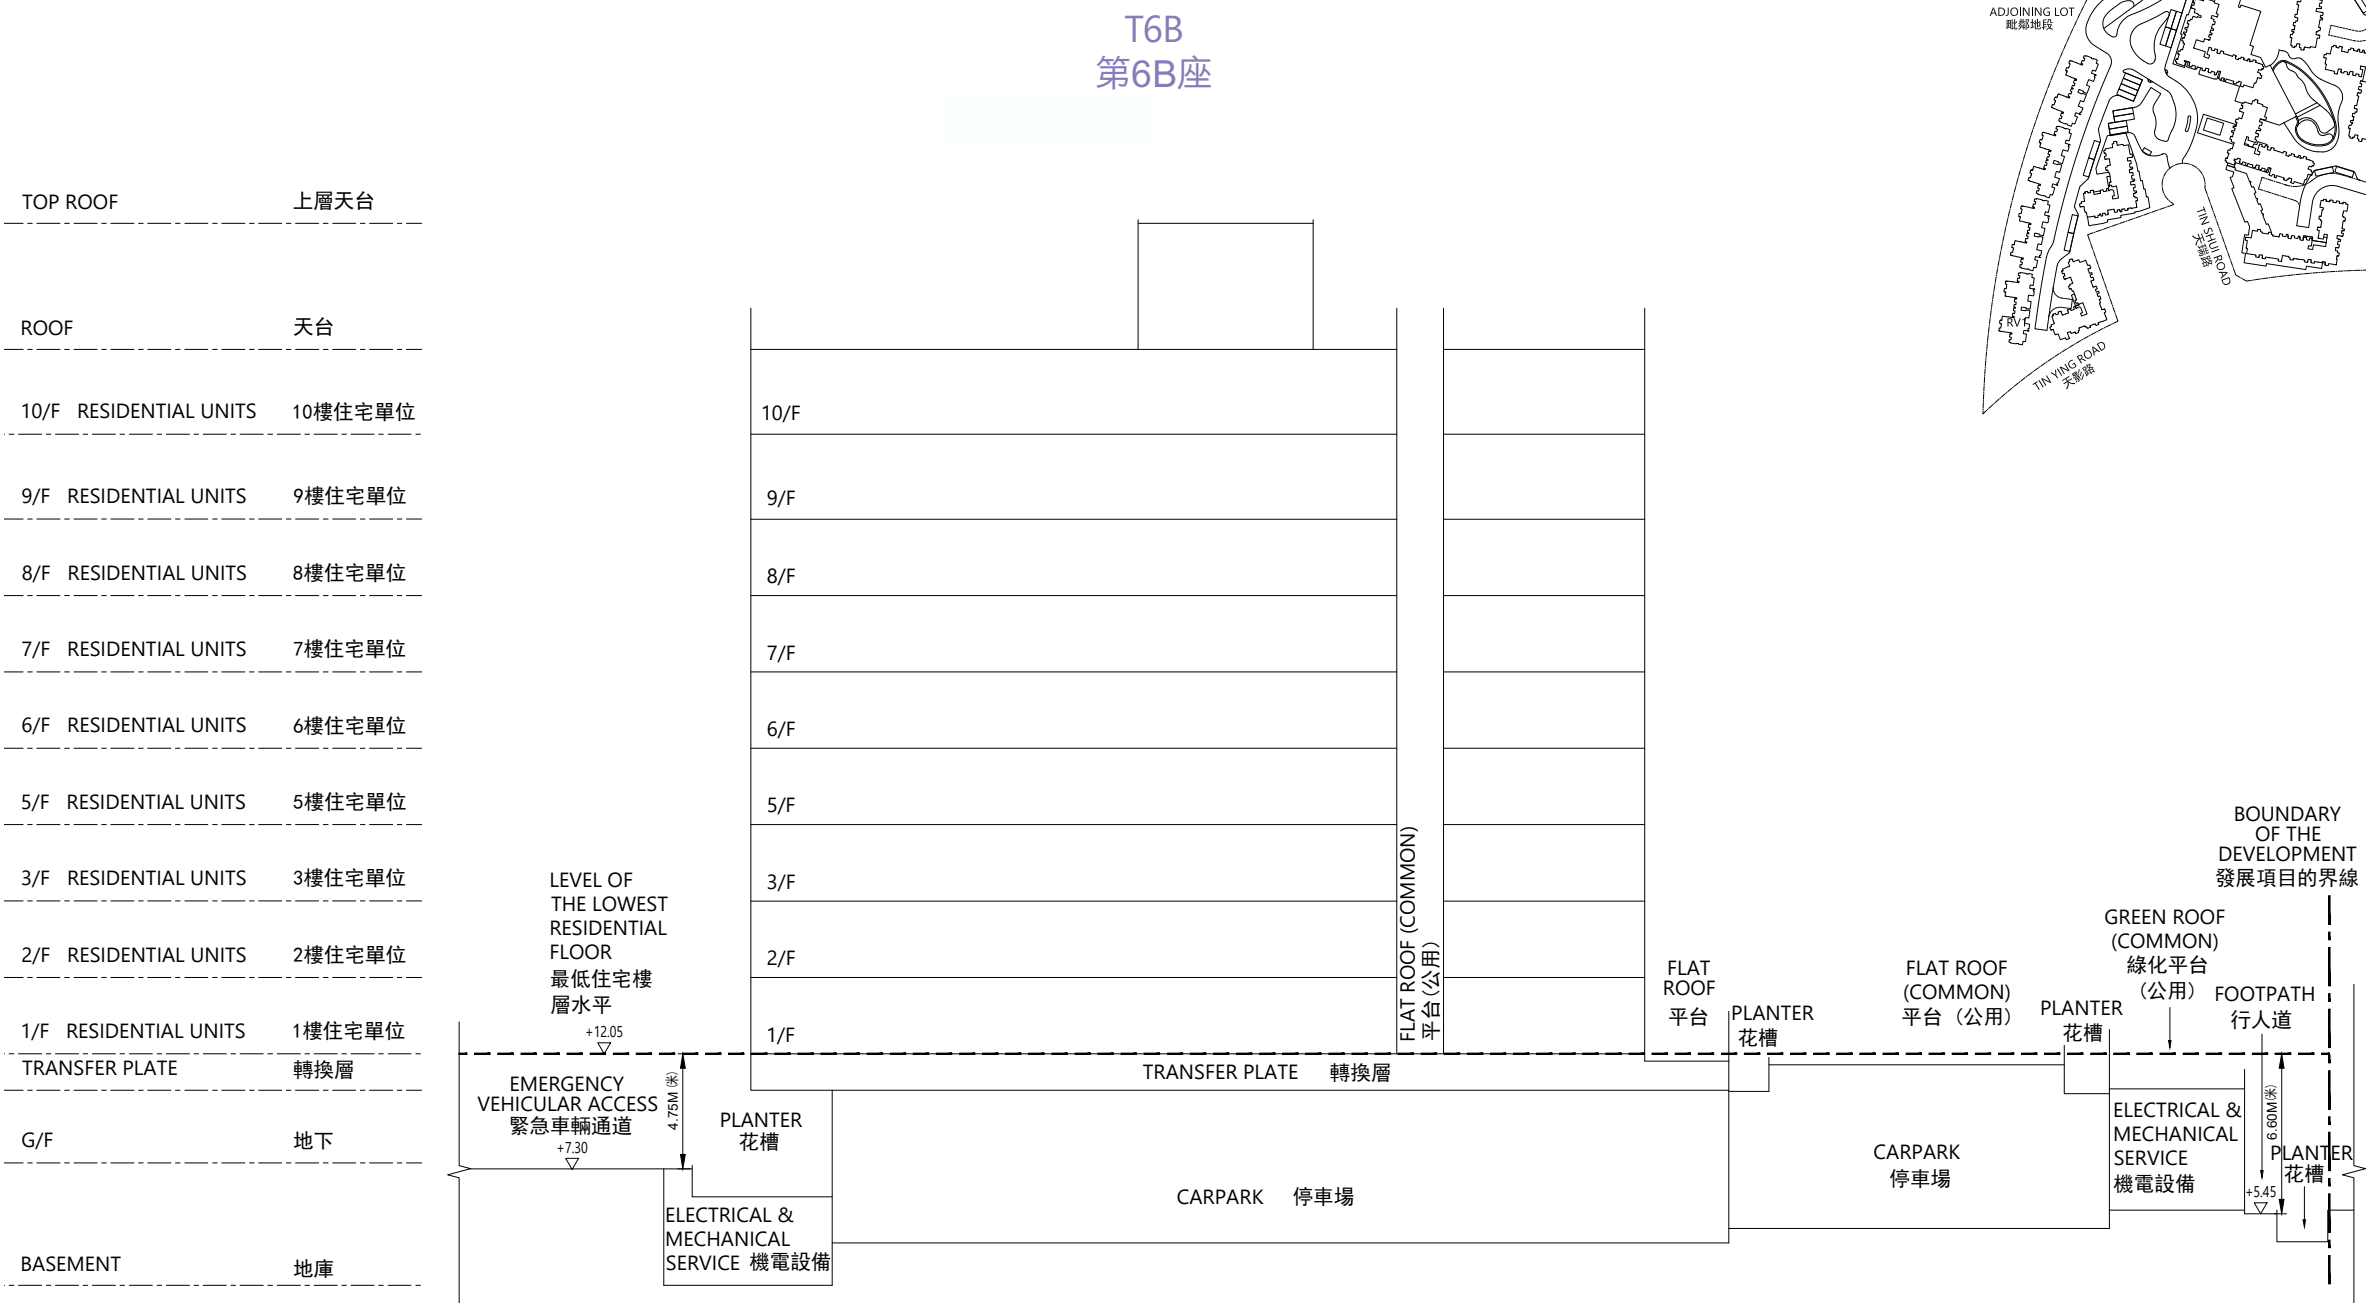 T6B
第6B座
ADJOINING LOT
毗鄰地段
TIN SHUI ROAD
天瑞路
RV1
TIN YING ROAD
天影路
TOP ROOF 上層天台
ROOF 天台
10/F RESIDENTIAL UNITS 10樓住宅單位
9/F RESIDENTIAL UNITS 9樓住宅單位
8/F RESIDENTIAL UNITS 8樓住宅單位
7/F RESIDENTIAL UNITS 7樓住宅單位
6/F RESIDENTIAL UNITS 6樓住宅單位
5/F RESIDENTIAL UNITS 5樓住宅單位
3/F RESIDENTIAL UNITS 3樓住宅單位
2/F RESIDENTIAL UNITS 2樓住宅單位
1/F RESIDENTIAL UNITS 1樓住宅單位
TRANSFER PLATE 轉換層
G/F 地下
BASEMENT 地庫
10/F
9/F
8/F
7/F
6/F
5/F
3/F
2/F
1/F
FLAT ROOF (COMMON)
平台(公用)
LEVEL OF
THE LOWEST
RESIDENTIAL
FLOOR
最低住宅樓
層水平
+12.05
EMERGENCY
VEHICULAR ACCESS
緊急車輛通道
+7.30
4.75M(米)
PLANTER
花槽
ELECTRICAL &
MECHANICAL
SERVICE 機電設備
TRANSFER PLATE 轉換層
CARPARK 停車場
FLAT
ROOF
平台
PLANTER
花槽
FLAT ROOF
(COMMON)
平台（公用）
PLANTER
花槽
CARPARK
停車場
GREEN ROOF
(COMMON)
綠化平台
（公用）
FOOTPATH
行人道
BOUNDARY
OF THE
DEVELOPMENT
發展項目的界線
ELECTRICAL &
MECHANICAL
SERVICE
機電設備
6.60M(米)
+5.45
PLANTER
花槽